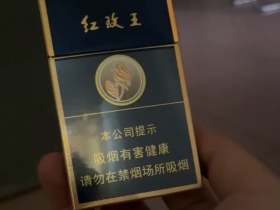 红玫王
本公司提示
吸烟有害健康
请勿在禁烟场所吸烟